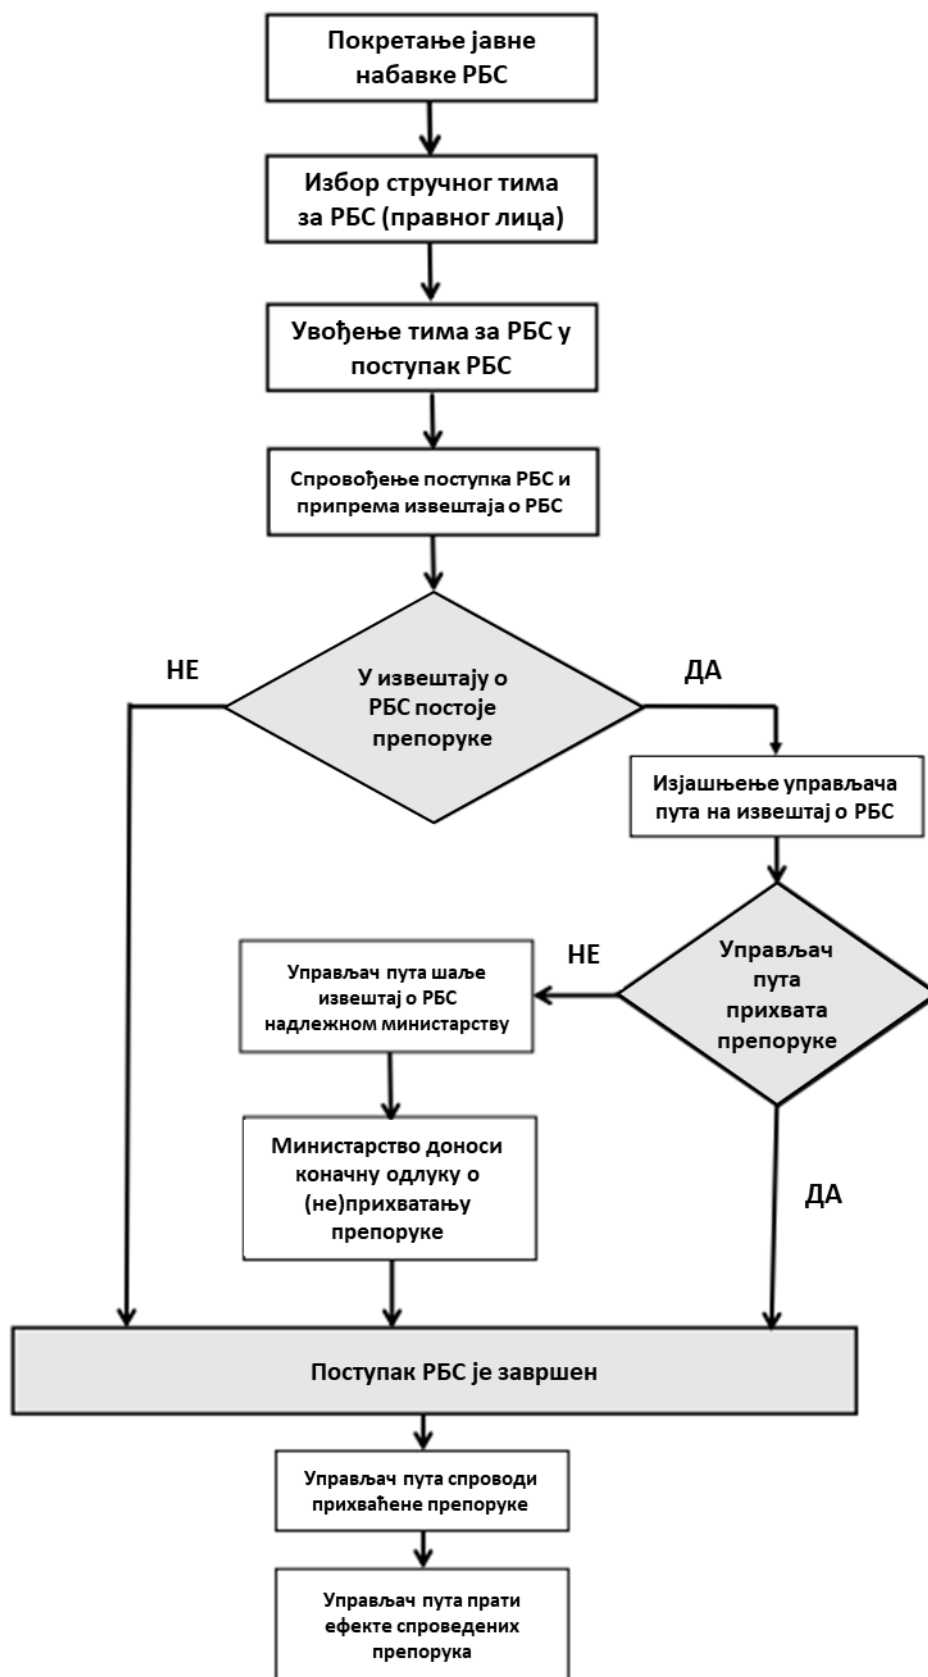 Покретање јавне
набавке РБС
Избор стручног тима
за РБС (правног лица)
Увођење тима за РБС у
поступак РБС
Спровођење поступка РБС и
припрема извештаја о РБС
НЕ
ДА
У извештају о
РБС постоје
препоруке
Изјашњење управљача
пута на извештај о РБС
НЕ
Управљач
пута
прихвата
препоруке
Управљач пута шаље
извештај о РБС
надлежном министарству
Министарство доноси
коначну одлуку о
(не)прихватању
препоруке
ДА
Поступак РБС је завршен
Управљач пута спроводи
прихваћене препоруке
Управљач пута прати
ефекте спроведених
препорука